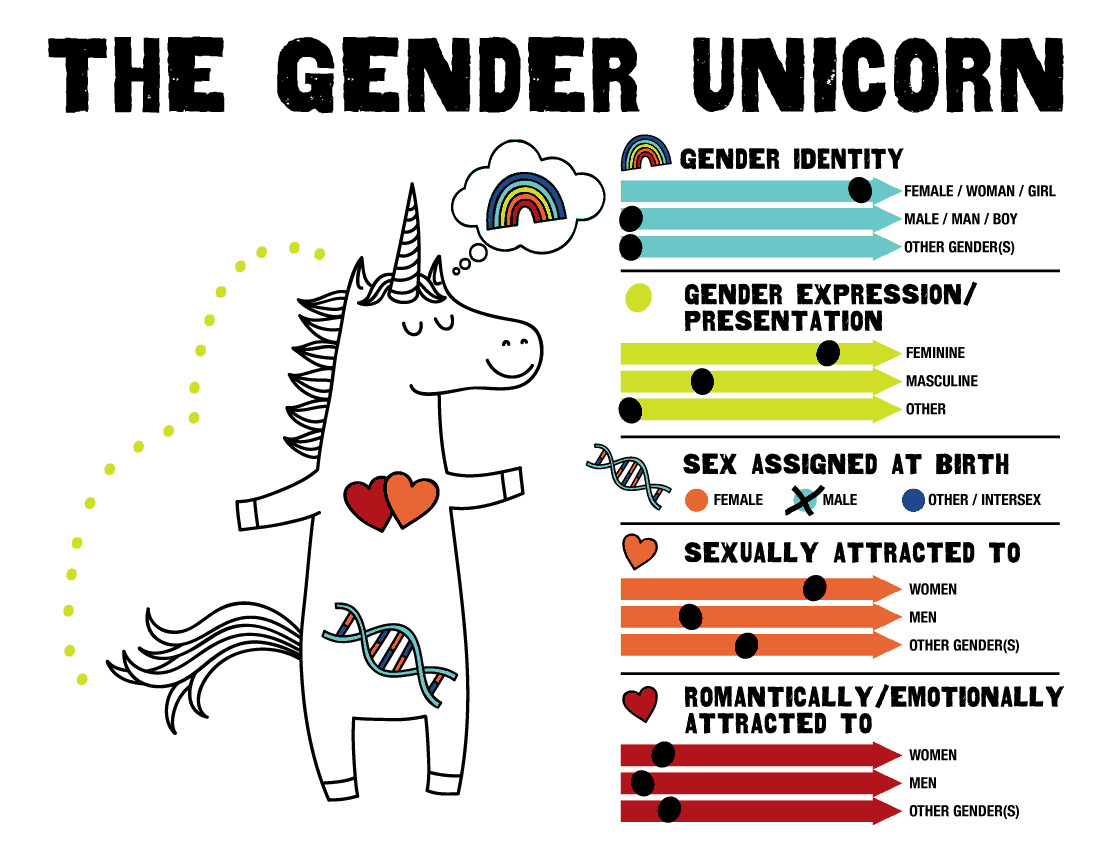 THE GENDER UNICORN
GENDER IDENTITY
FEMALE / WOMAN / GIRL
MALE / MAN / BOY
OTHER GENDER(S)
GENDER EXPRESSION/
PRESENTATION
FEMININE
MASCULINE
OTHER
SEX ASSIGNED AT BIRTH
FEMALE MALE OTHER / INTERSEX
SEXUALLY ATTRACTED TO
WOMEN
MEN
OTHER GENDER(S)
ROMANTICALLY/EMOTIONALLY
ATTRACTED TO
WOMEN
MEN
OTHER GENDER(S)